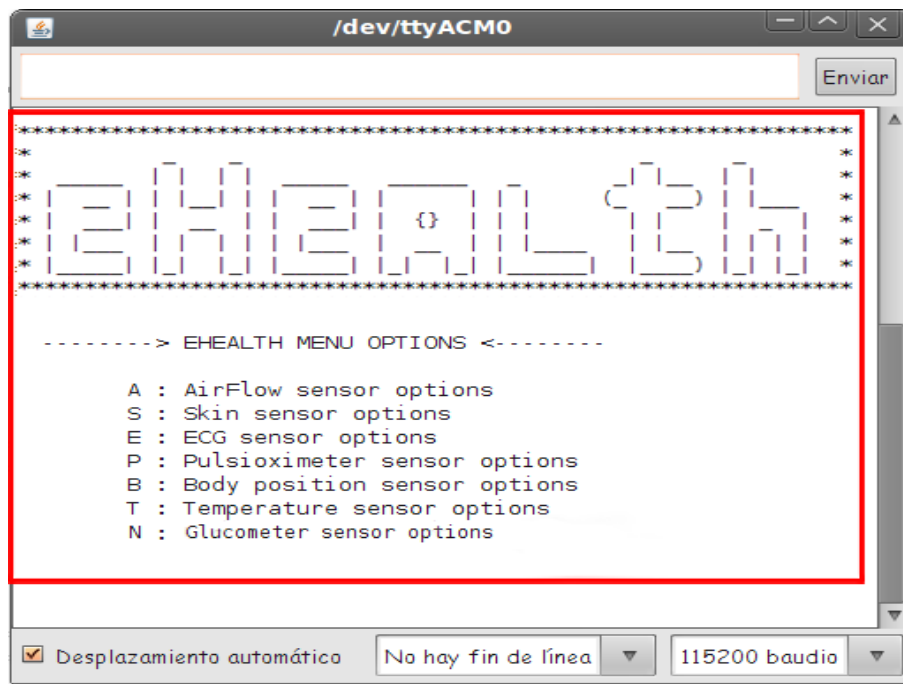 /dev/ttyACM0
Enviar
eHealth
--------> EHEALTH MENU OPTIONS <--------
A : AirFlow sensor options
S : Skin sensor options
E : ECG sensor options
P : Pulsioximeter sensor options
B : Body position sensor options
T : Temperature sensor options
N : Glucometer sensor options
Desplazamiento automático
No hay fin de línea
115200 baudio